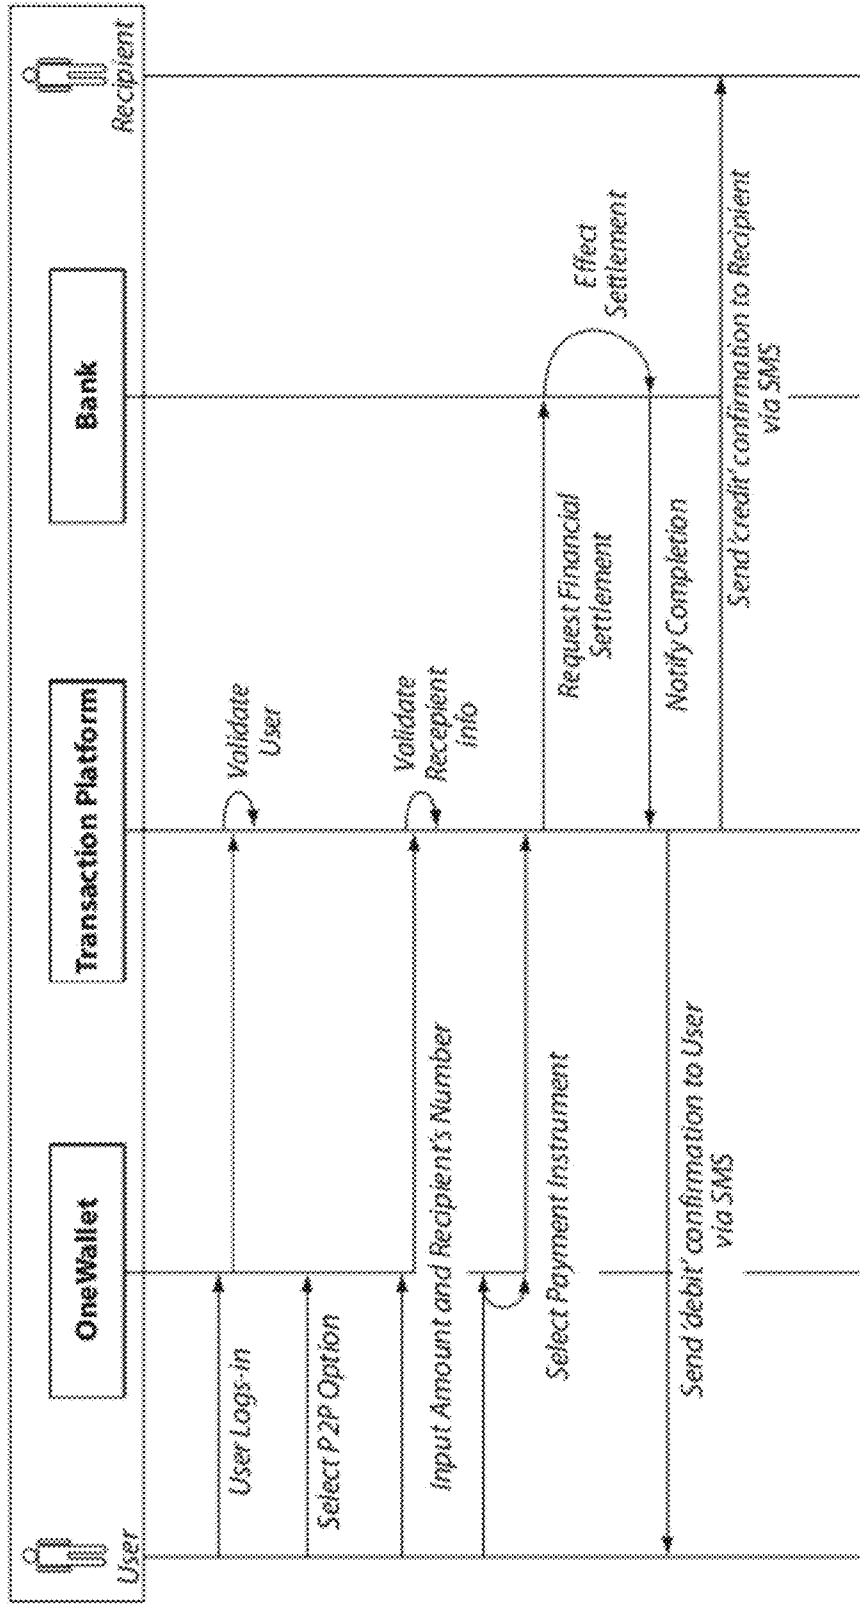 User
OneWallet
Transaction Platform
Bank
Recipient
User Logs-in
Validate
User
Select P2P Option
Input Amount and Recipient's Number
Validate
Recepient
info
Select Payment Instrument
Request Financial
Settlement
Effect
Settlement
Notify Completion
Send 'debit' confirmation to User
via SMS
Send 'credit' confirmation to Recipient
via SMS